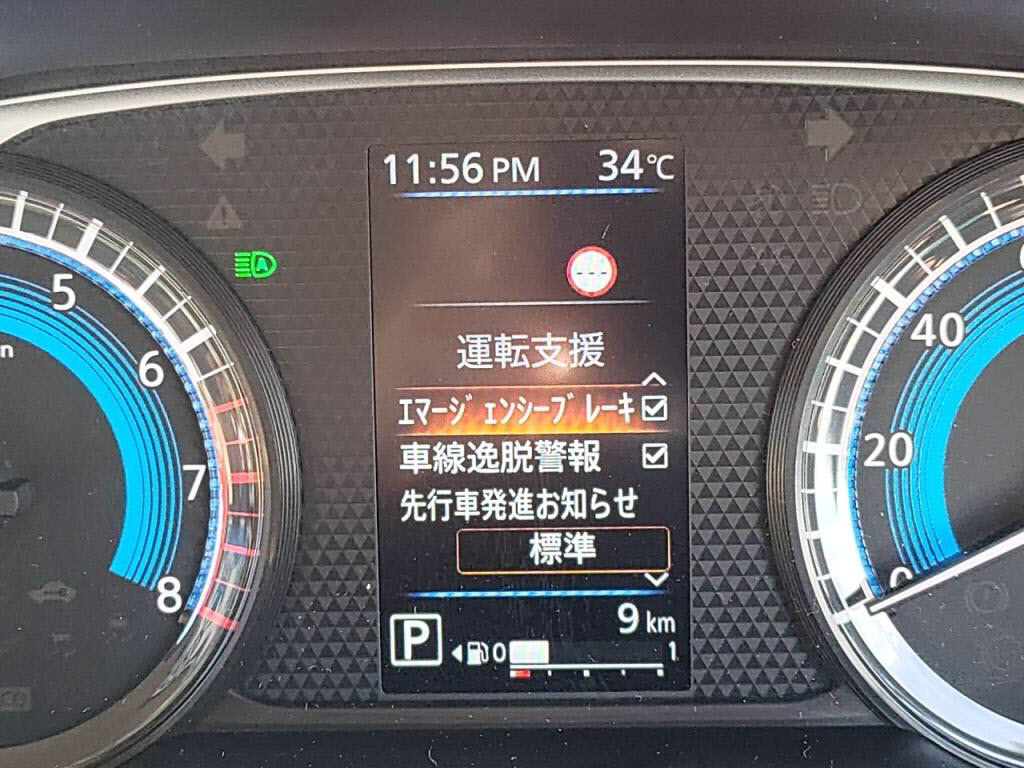 11:56 PM 34℃
運転支援
エマージェンシーブレーキ
車線逸脱警報
先行車発進お知らせ
標準
9 km
P
0 1
5
6
7
8
40
20
0
A